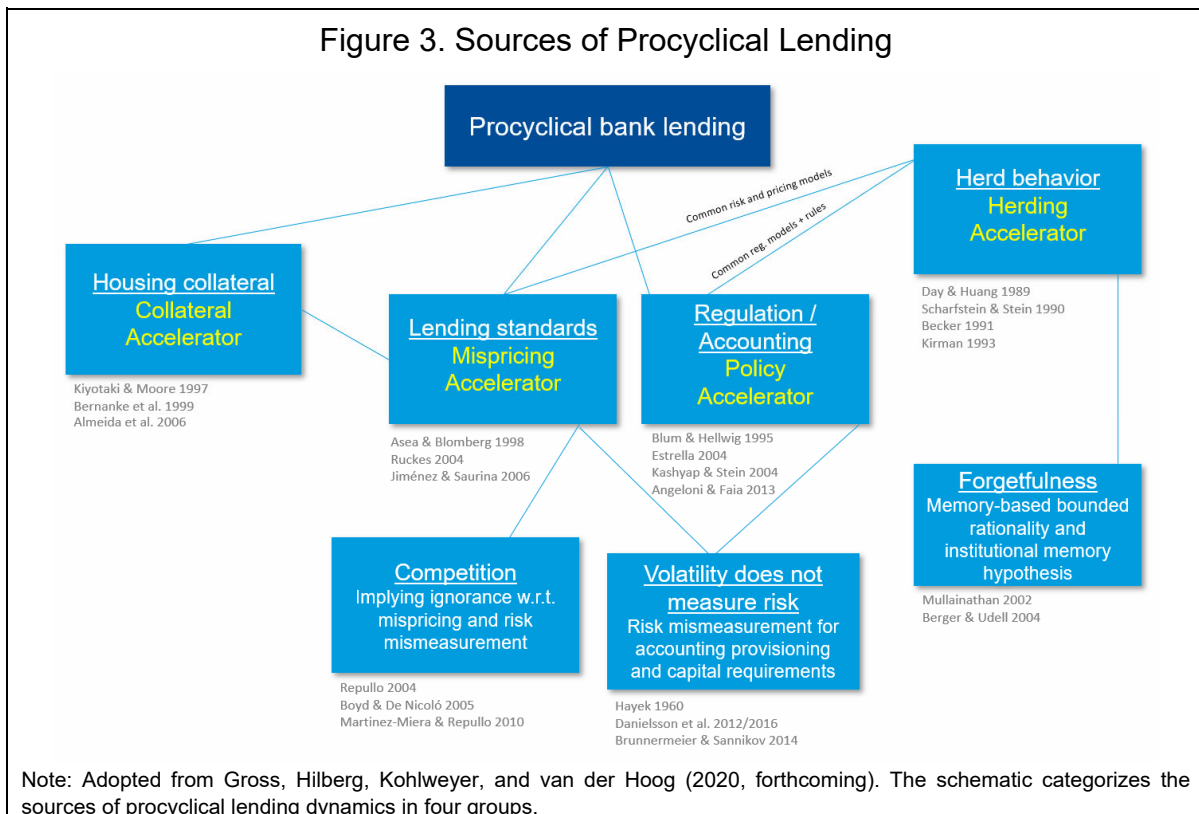 Figure 3. Sources of Procyclical Lending
Procyclical bank lending
Common risk and pricing models
Common reg. models + rules
Herd behavior
Herding
Accelerator
Day & Huang 1989
Scharfstein & Stein 1990
Becker 1991
Kirman 1993
Housing collateral
Collateral
Accelerator
Kiyotaki & Moore 1997
Bernanke et al. 1999
Almeida et al. 2006
Lending standards
Mispricing
Accelerator
Asea & Blomberg 1998
Ruckes 2004
Jiménez & Saurina 2006
Regulation /
Accounting
Policy
Accelerator
Blum & Hellwig 1995
Estrella 2004
Kashyap & Stein 2004
Angeloni & Faia 2013
Forgetfulness
Memory-based bounded
rationality and
institutional memory
hypothesis
Mullainathan 2002
Berger & Udell 2004
Competition
Implying ignorance w.r.t.
mispricing and risk
mismeasurement
Repullo 2004
Boyd & De Nicoló 2005
Martinez-Miera & Repullo 2010
Volatility does not
measure risk
Risk mismeasurement for
accounting provisioning
and capital requirements
Hayek 1960
Danielsson et al. 2012/2016
Brunnermeier & Sannikov 2014
Note: Adopted from Gross, Hilberg, Kohlweyer, and van der Hoog (2020, forthcoming). The schematic categorizes the
sources of procyclical lending dynamics in four groups.